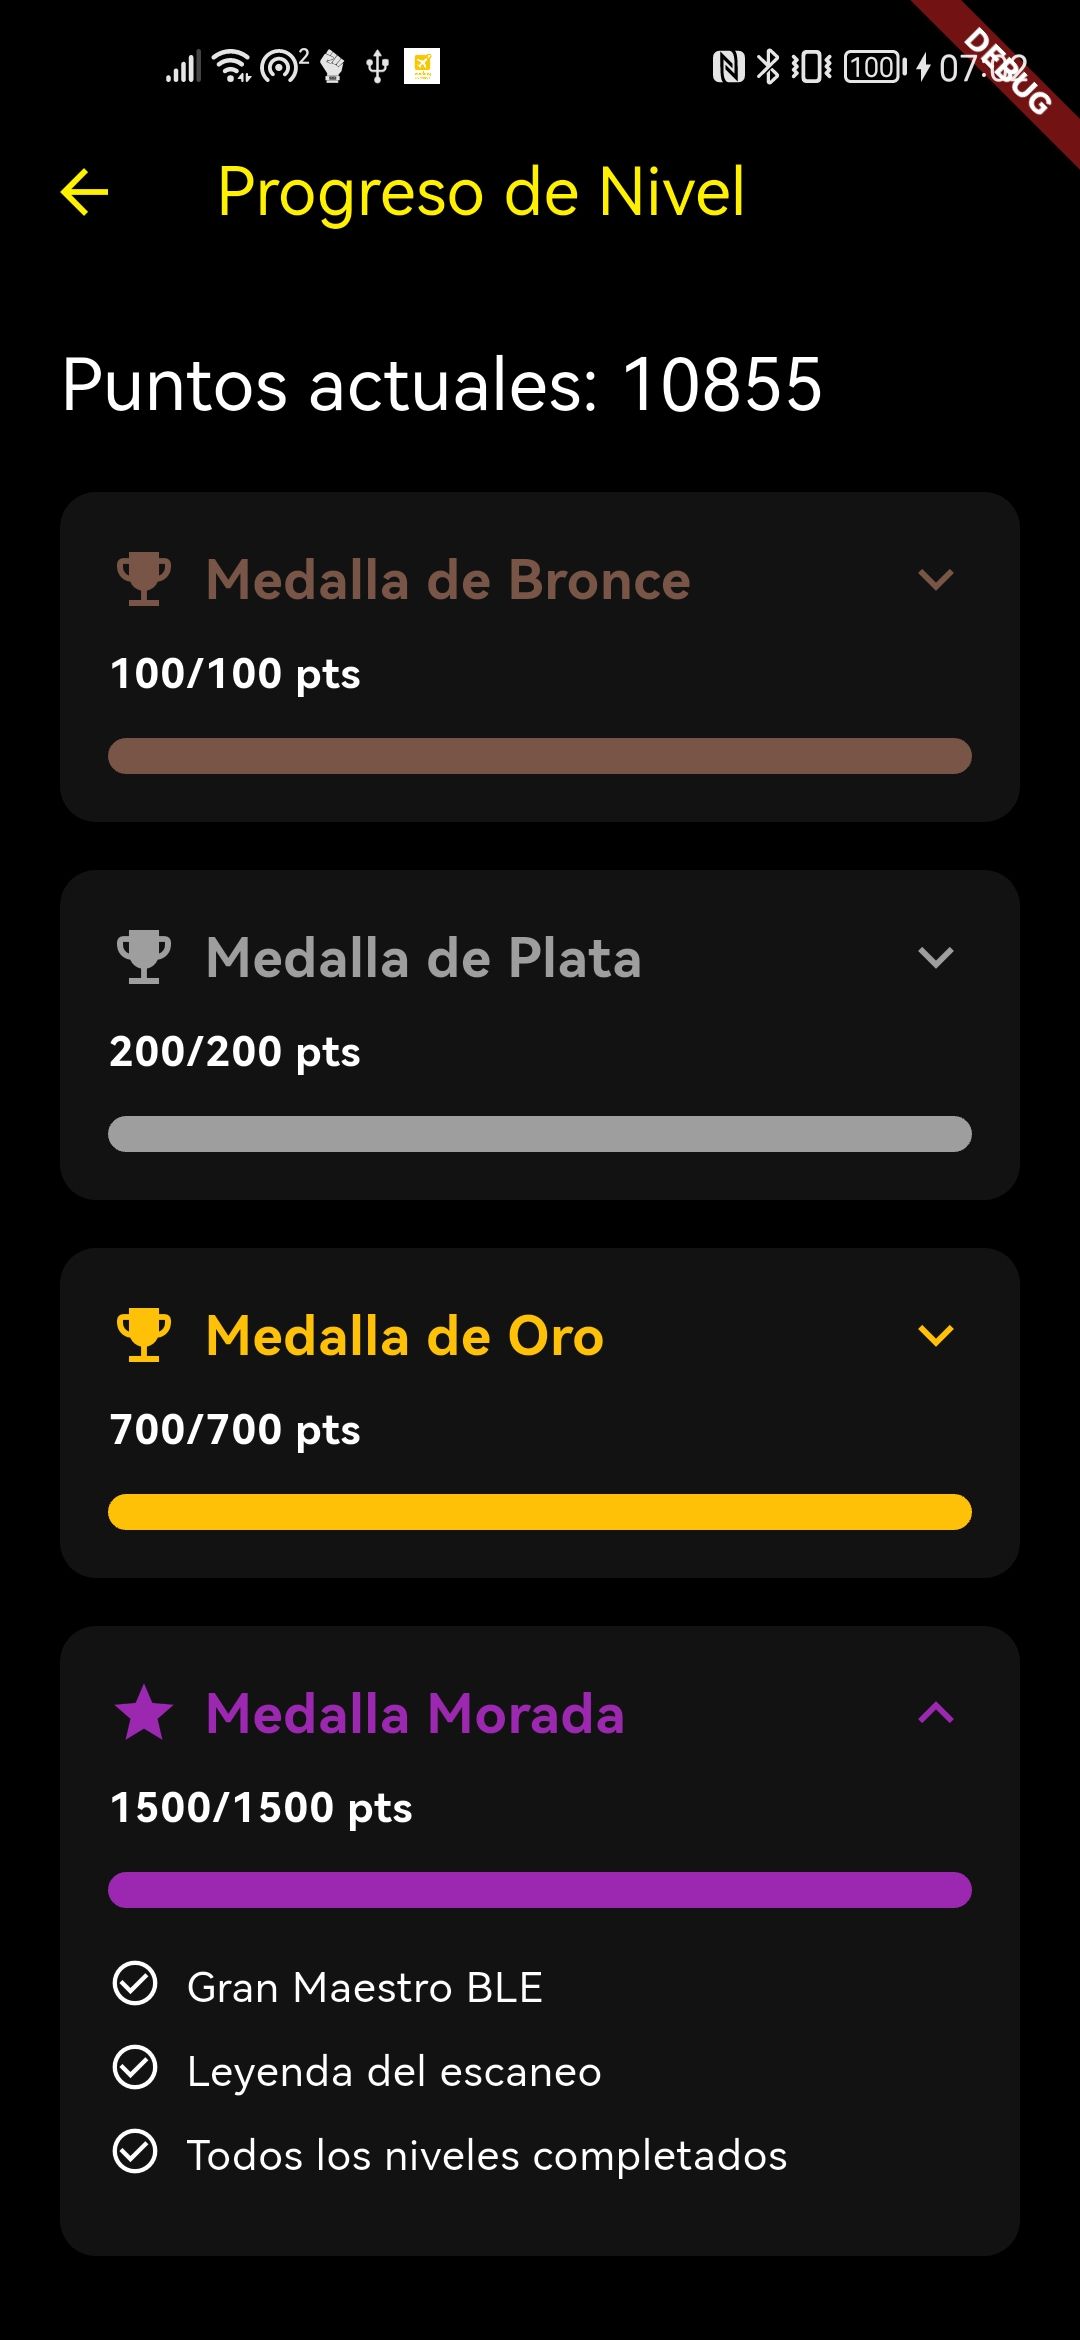 2
100
DEBUG
Progreso de Nivel
Puntos actuales: 10855
Medalla de Bronce
100/100 pts
Medalla de Plata
200/200 pts
Medalla de Oro
700/700 pts
Medalla Morada
1500/1500 pts
Gran Maestro BLE
Leyenda del escaneo
Todos los niveles completados